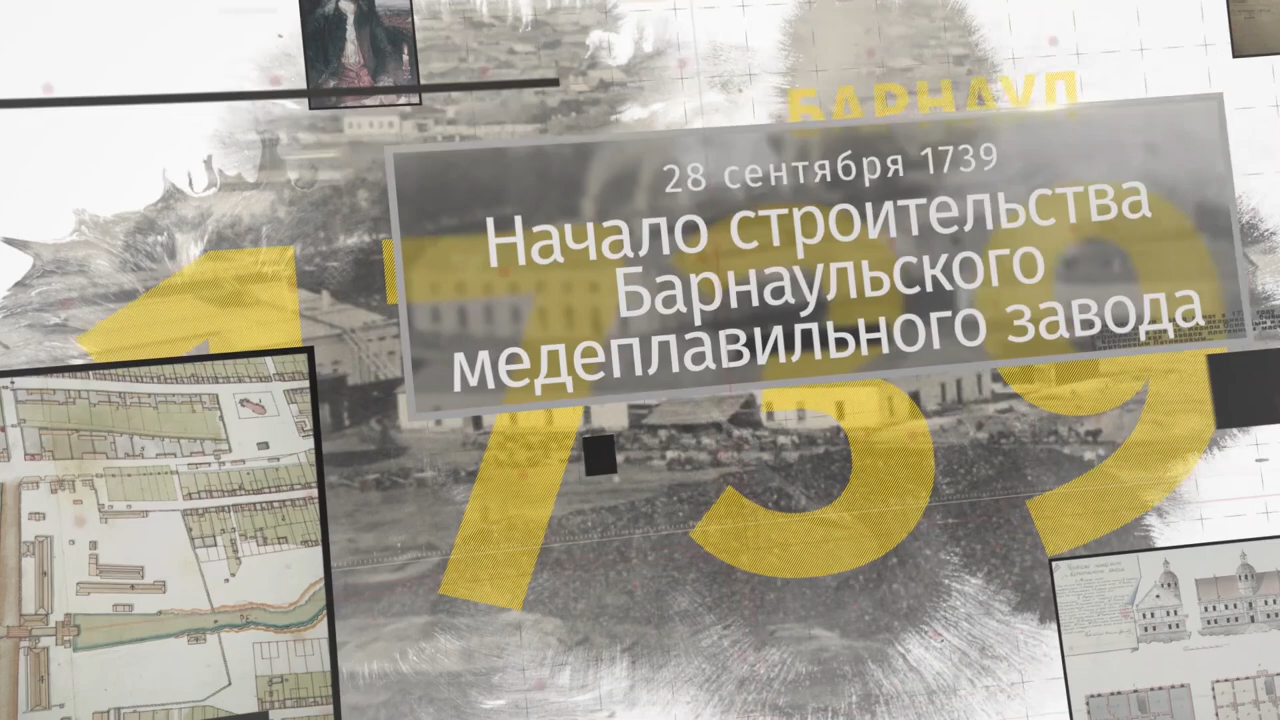 БАРНАУЛ
28 сентября 1739
Начало строительства
Барнаульского
медеплавильного завода
1739